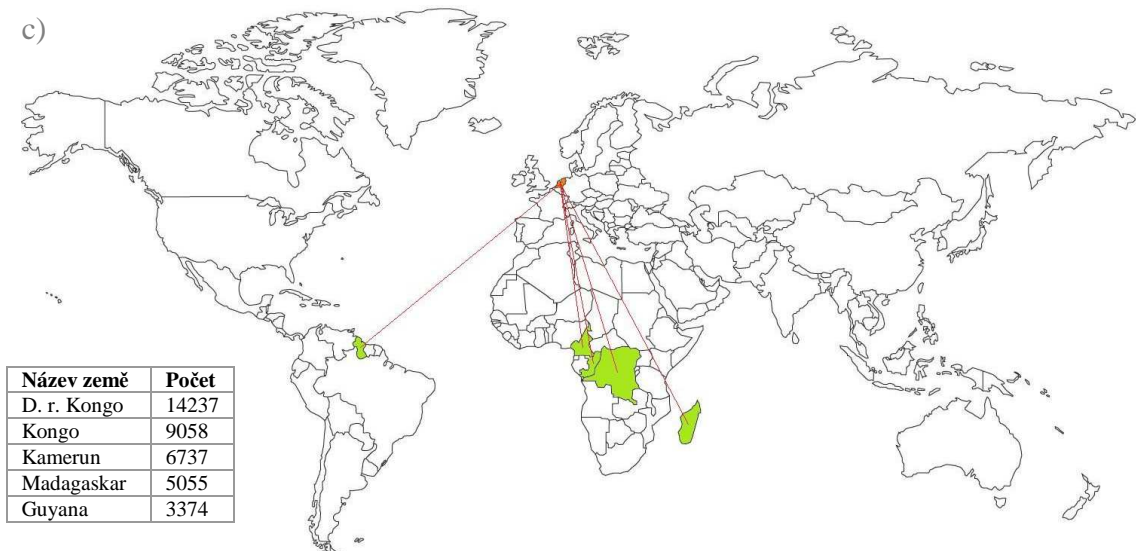 c)
Název země Počet
D. r. Kongo 14237
Kongo 9058
Kamerun 6737
Madagaskar 5055
Guyana 3374